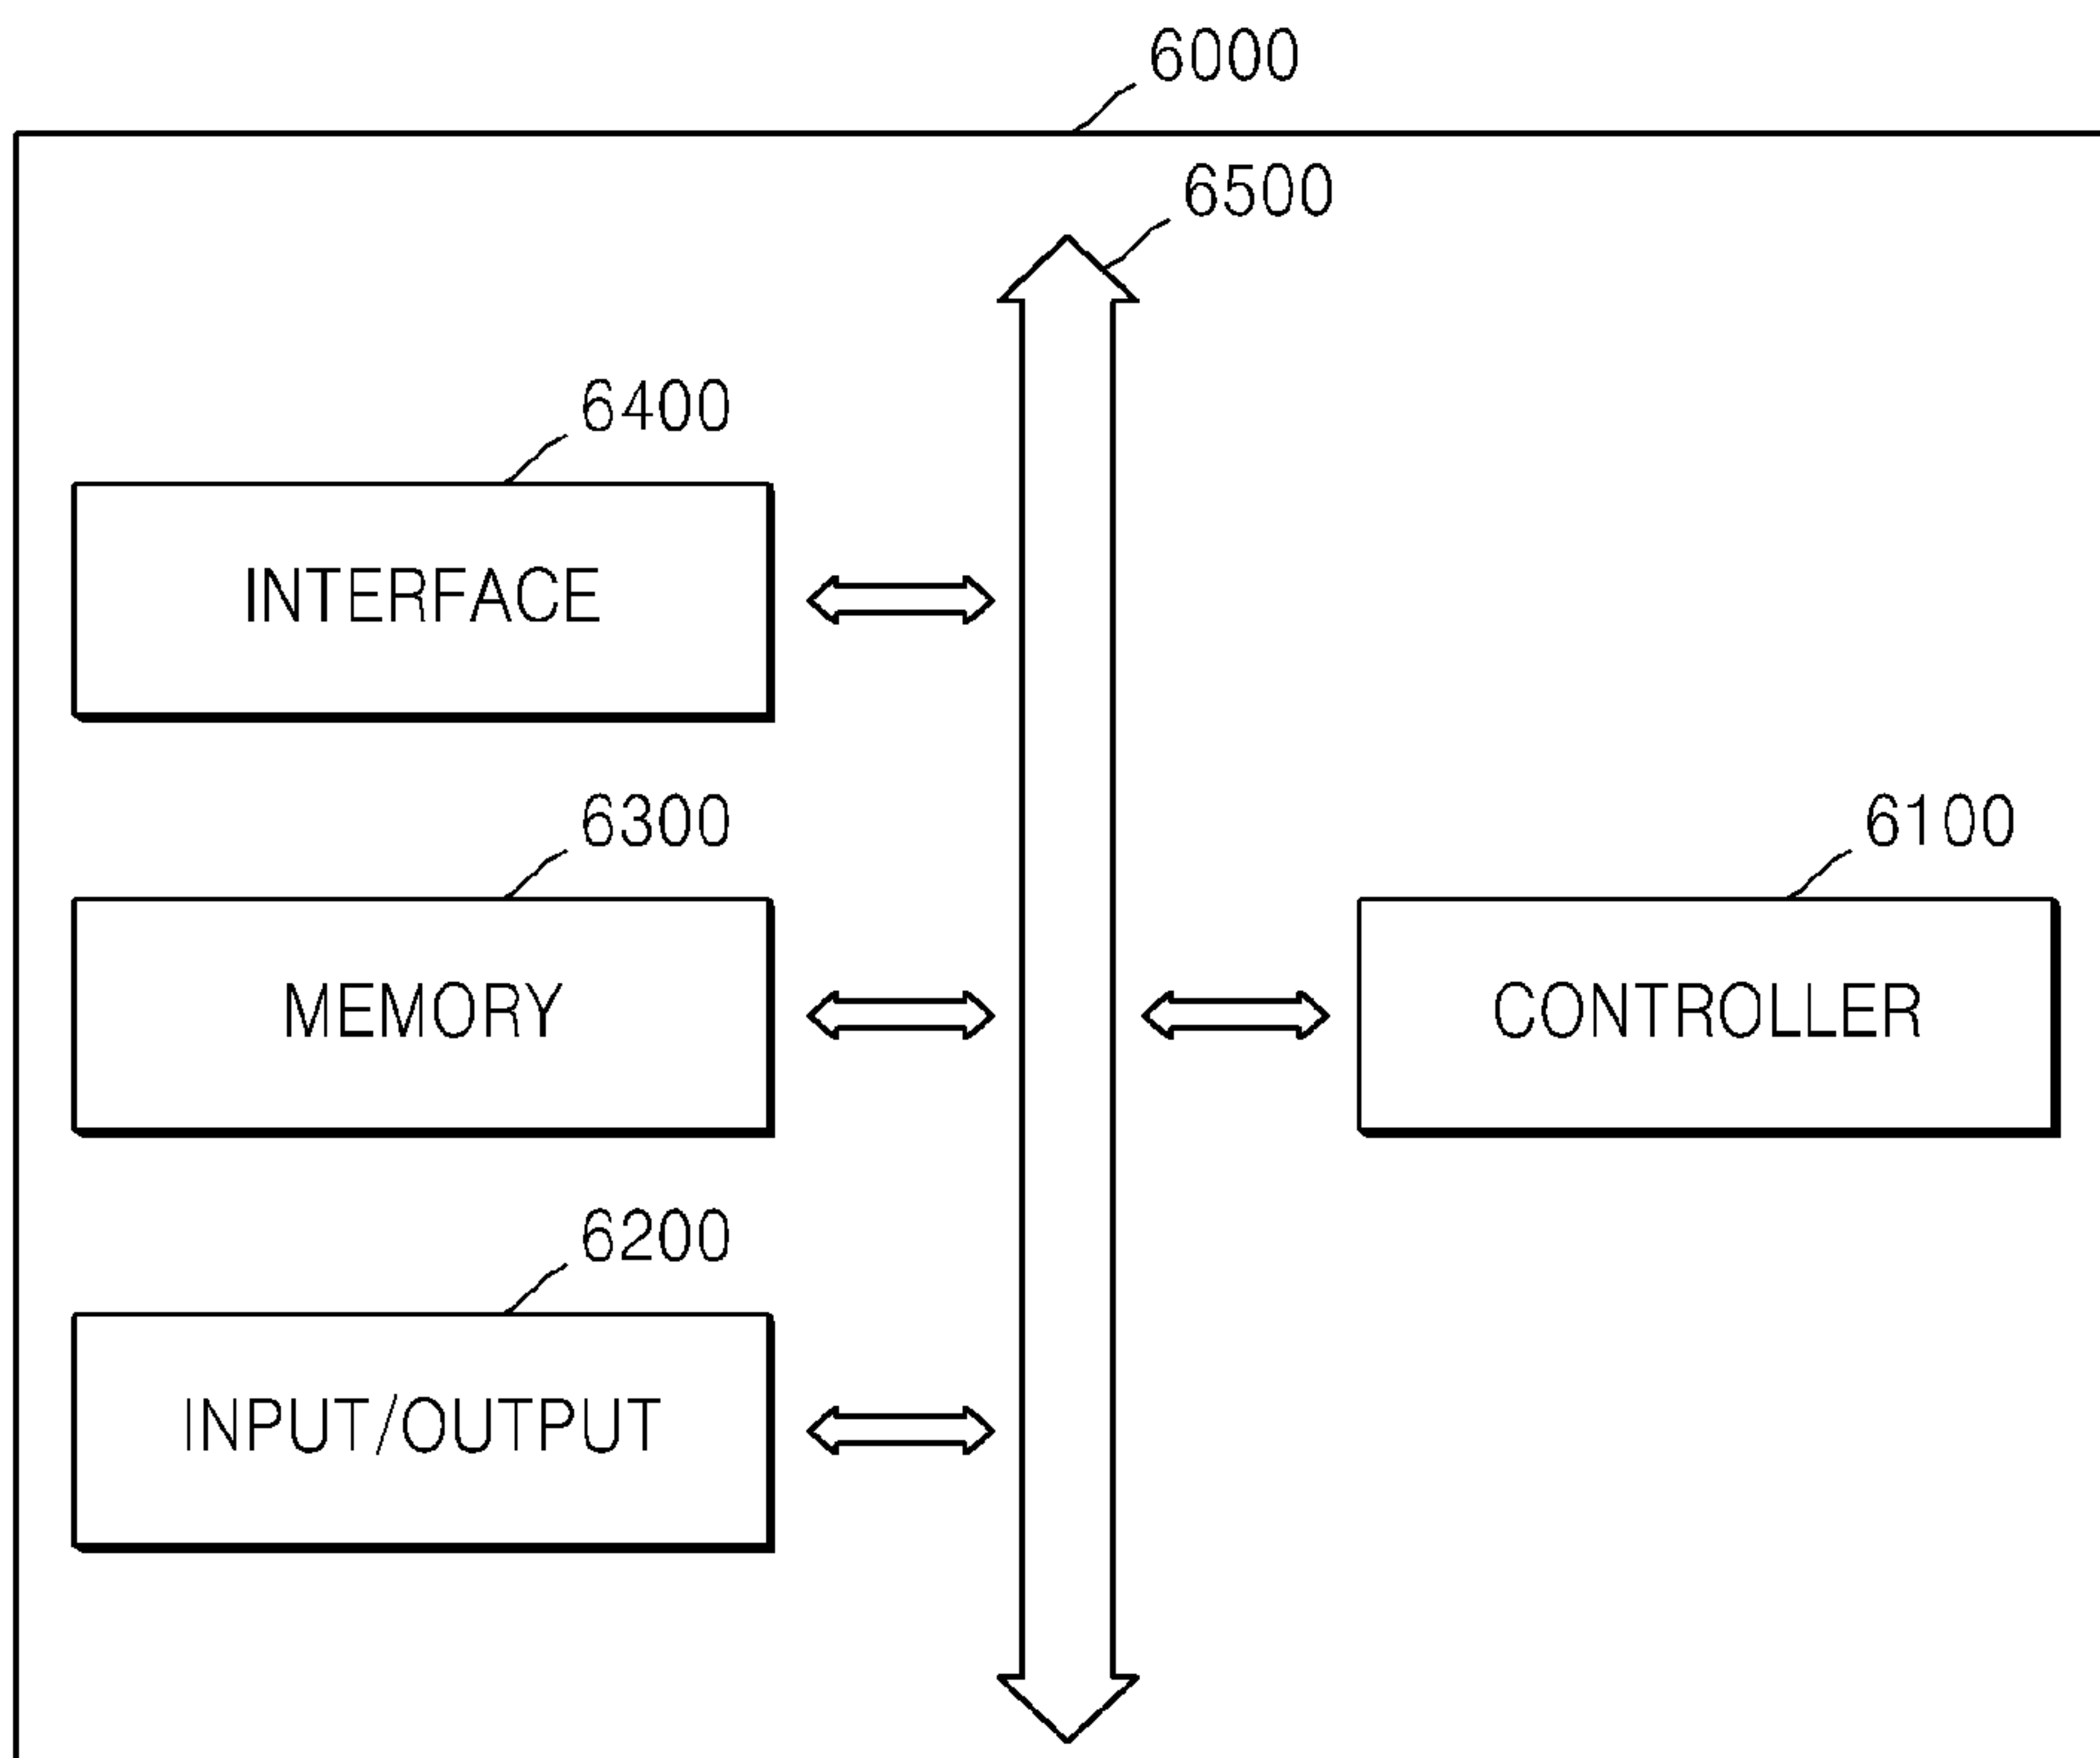 6000
6500
6400
INTERFACE
6300
6100
MEMORY
CONTROLLER
6200
INPUT/OUTPUT